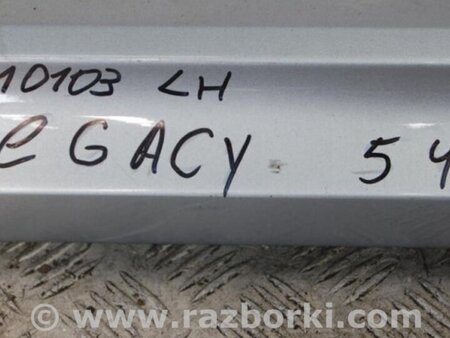 10103 LH
eGACY - 54
www.razborki.com